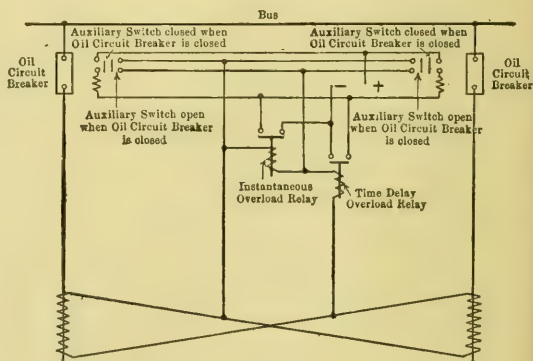 Bus
Auxiliary Switch closed when
Oil Circuit Breaker is closed
Auxiliary Switch closed when
Oil Circuit Breaker is closed
Oil
Circuit
Breaker
Oil
Circuit
Breaker
− +
Auxiliary Switch open
when Oil Circuit Breaker
is closed
Auxiliary Switch open
when Oil Circuit Breaker
is closed
Instantaneous
Overload Relay
Time Delay
Overload Relay